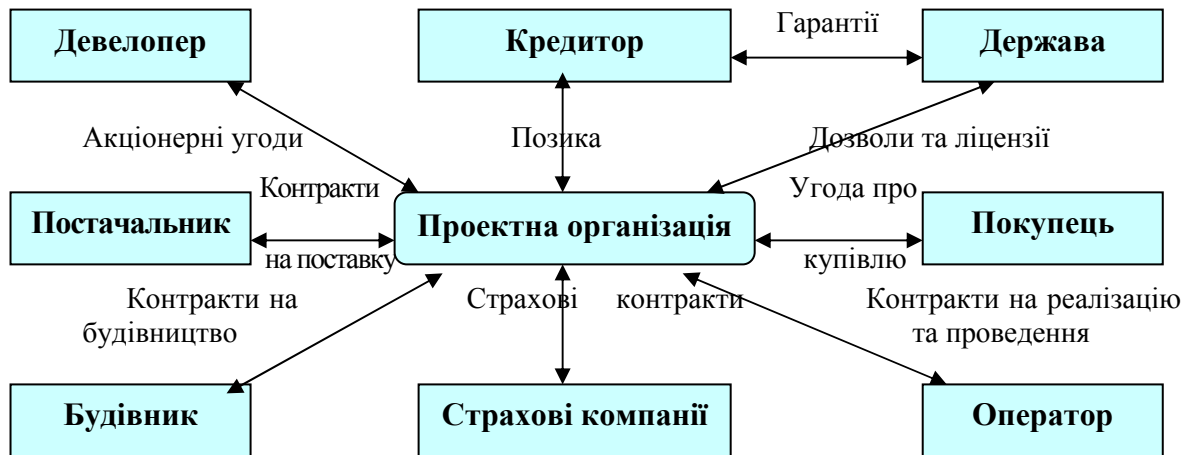 Девелопер
Кредитор
Гарантії
Держава
Акціонерні угоди
Позика
Дозволи та ліцензії
Постачальник
Контракти
на поставку
Проектна організація
Угода про
купівлю
Покупець
Контракти на
будівництво
Страхові контракти
Контракти на реалізацію
та проведення
Будівник
Страхові компанії
Оператор